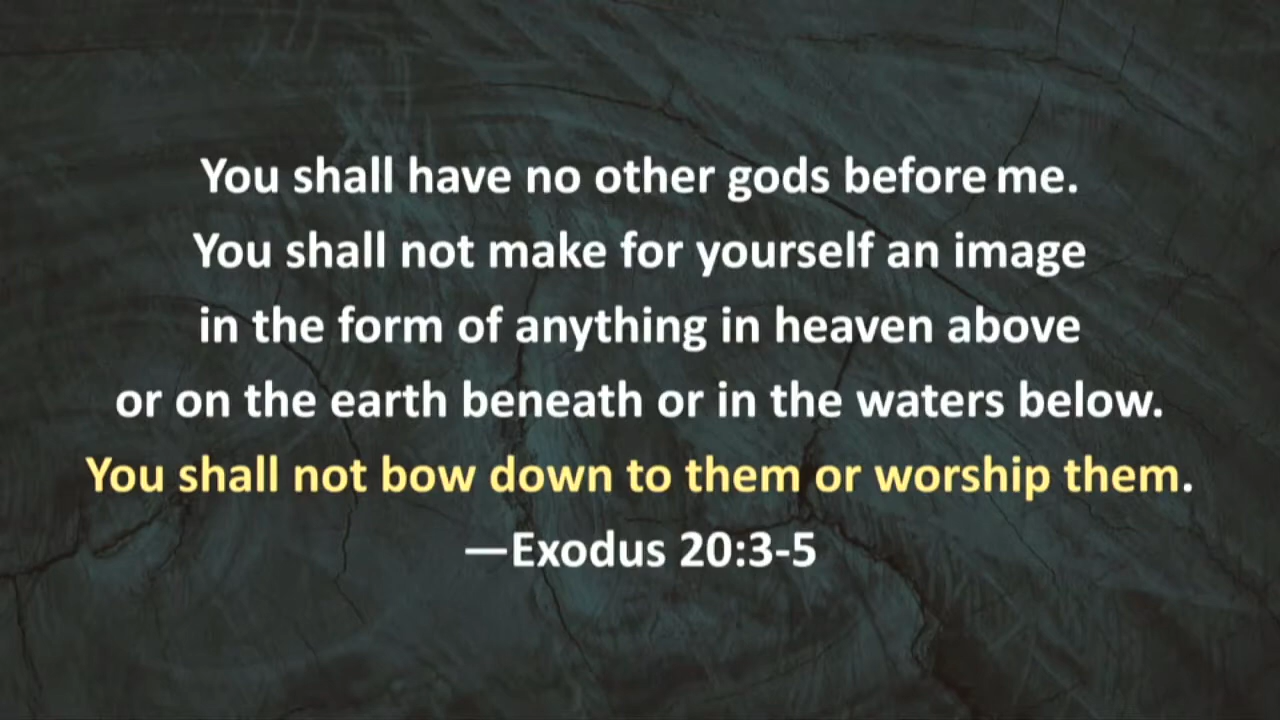 You shall have no other gods before me.
You shall not make for yourself an image
in the form of anything in heaven above
or on the earth beneath or in the waters below.
You shall not bow down to them or worship them.
—Exodus 20:3-5